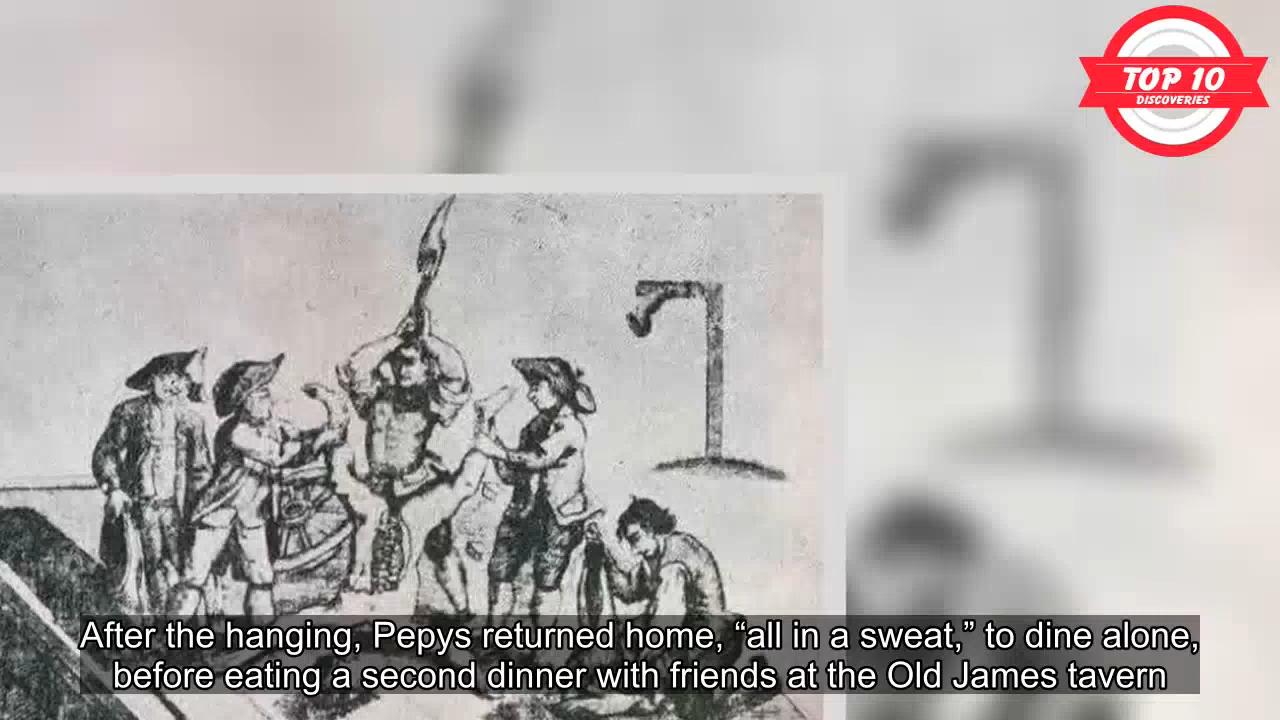 TOP 10
DISCOVERIES
After the hanging, Pepys returned home, “all in a sweat,” to dine alone,
before eating a second dinner with friends at the Old James tavern